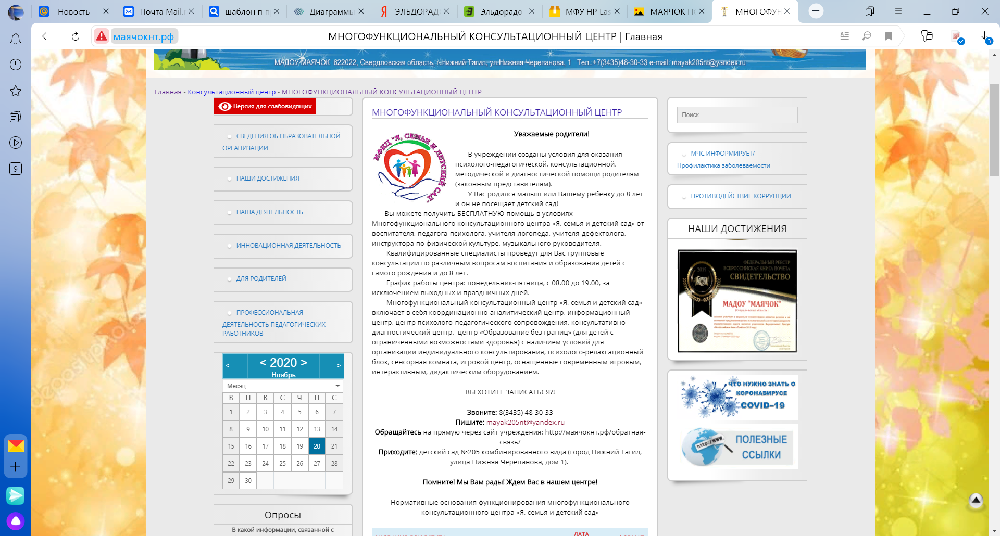 Новость
Почта Mail.
шаблон п п
Диаграммы
ЭЛЬДОРАД
Эльдорадо
МФУ HP Las
МАЯЧОК П
МНОГОФУН
маячокнт.рф
МНОГОФУНКЦИОНАЛЬНЫЙ КОНСУЛЬТАЦИОННЫЙ ЦЕНТР | Главная
3
9
МАДОУ МАЯЧОК 622022, Свердловская область, г.Нижний Тагил, ул.Нижняя Черепанова, 1 Тел.:+7(3435)48-30-33 e-mail: mayak205nt@yandex.ru
Главная - Консультационный центр - МНОГОФУНКЦИОНАЛЬНЫЙ КОНСУЛЬТАЦИОННЫЙ ЦЕНТР
Версия для слабовидящих
СВЕДЕНИЯ ОБ ОБРАЗОВАТЕЛЬНОЙ
ОРГАНИЗАЦИИ
НАШИ ДОСТИЖЕНИЯ
НАША ДЕЯТЕЛЬНОСТЬ
ИННОВАЦИОННАЯ ДЕЯТЕЛЬНОСТЬ
ДЛЯ РОДИТЕЛЕЙ
ПРОФЕССИОНАЛЬНАЯ
ДЕЯТЕЛЬНОСТЬ ПЕДАГОГИЧЕСКИХ
РАБОТНИКОВ
< < 2020 > >
Ноябрь
Месяц
В П В С Ч П С
1 2 3 4 5 6 7
8 9 10 11 12 13 14
15 16 17 18 19 20 21
22 23 24 25 26 27 28
29 30
Опросы
В какой информации, связанной с
МНОГОФУНКЦИОНАЛЬНЫЙ КОНСУЛЬТАЦИОННЫЙ ЦЕНТР
МФКЦ "Я, СЕМЬЯ И ДЕТСКИЙ САД"
Уважаемые родители!
В учреждении созданы условия для оказания
психолого-педагогической, консультационной,
методической и диагностической помощи родителям
(законным представителям).
У Вас родился малыш или Вашему ребенку до 8 лет
и он не посещает детский сад!
Вы можете получить БЕСПЛАТНУЮ помощь в условиях
Многофункционального консультационного центра «Я, семья и детский сад» от
воспитателя, педагога-психолога, учителя-логопеда, учителя-дефектолога,
инструктора по физической культуре, музыкального руководителя.
Квалифицированные специалисты проведут для Вас групповые
консультации по различным вопросам воспитания и образования детей с
самого рождения и до 8 лет.
График работы центра: понедельник-пятница, с 08.00 до 19.00, за
исключением выходных и праздничных дней.
Многофункциональный консультационный центр «Я, семья и детский сад»
включает в себя координационно-аналитический центр, информационный
центр, центр психолого-педагогического сопровождения, консультативно-
диагностический центр, центр «Образование без границ» (для детей с
ограниченными возможностями здоровья) с наличием условий для
организации индивидуального консультирования, психолого-релаксационный
блок, сенсорная комната, игровой центр, оснащенные современным игровым,
интерактивным, дидактическим оборудованием.
ВЫ ХОТИТЕ ЗАПИСАТЬСЯ?!
Звоните: 8(3435) 48-30-33
Пишите: mayak205nt@yandex.ru
Обращайтесь на прямую через сайт учреждения: http://маячокнт.рф/обратная-
связь/
Приходите: детский сад №205 комбинированного вида (город Нижний Тагил,
улица Нижняя Черепанова, дом 1).
Помните! Мы Вам рады! Ждем Вас в нашем центре!
Нормативные основания функционирования многофункционального
консультационного центра «Я, семья и детский сад»
ДАТА
Поиск...
МЧС ИНФОРМИРУЕТ/
Профилактика заболеваемости
ПРОТИВОДЕЙСТВИЕ КОРРУПЦИИ
НАШИ ДОСТИЖЕНИЯ
2019
ФЕДЕРАЛЬНЫЙ РЕЕСТР
ВСЕРОССИЙСКАЯ КНИГА ПОЧЁТА
СВИДЕТЕЛЬСТВО
МАДОУ "МАЯЧОК"
(Свердловская область)
ЧТО НУЖНО ЗНАТЬ О
КОРОНАВИРУСЕ
COVID-19
http://www.
ПОЛЕЗНЫЕ
ССЫЛКИ